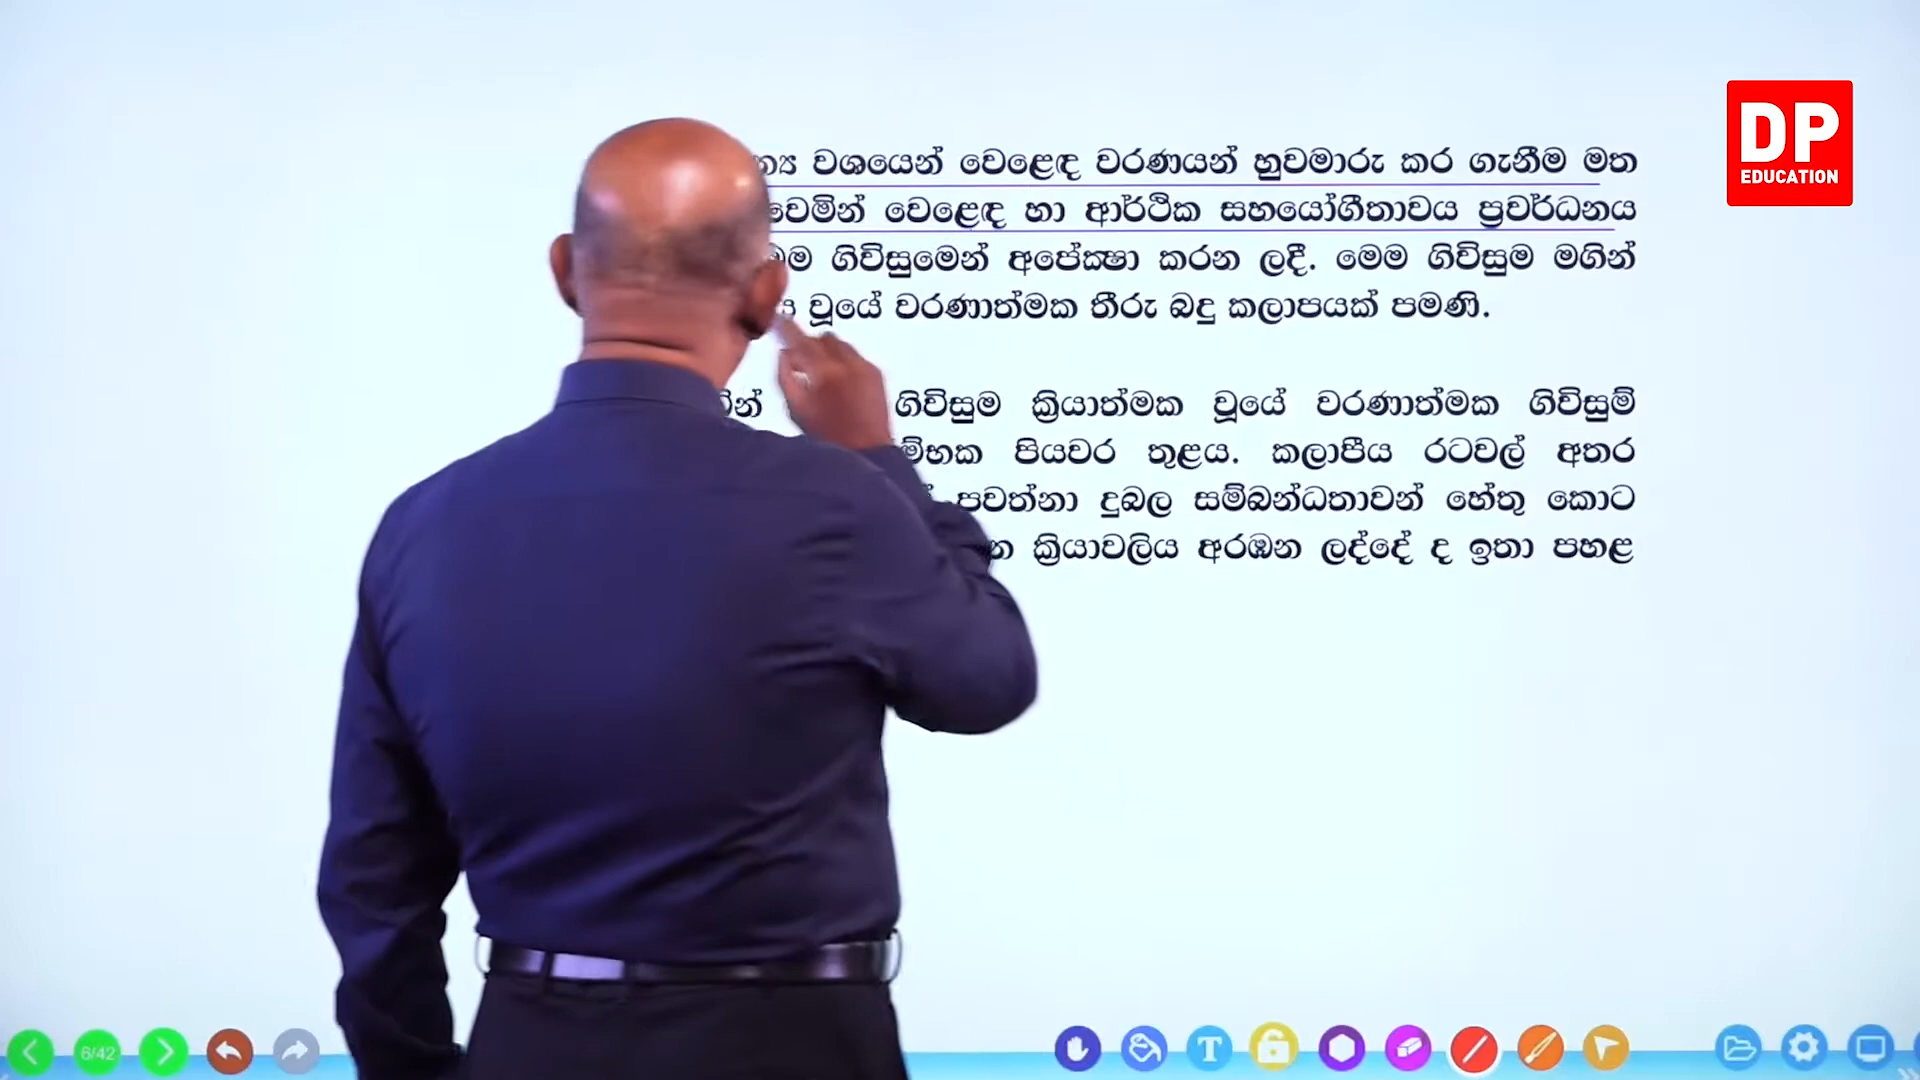 වශයෙන් වෙළෙඳ වරණයන් හුවමාරු කර ගැනීම මත
වෙමින් වෙළෙඳ හා ආර්ථික සහයෝගීතාවය ප්‍රවර්ධනය
ගිවිසුමෙන් අපේක්‍ෂා කරන ලදී. මෙම ගිවිසුම මගින්
වූයේ වරණාත්මක තීරු බදු කලාපයක් පමණි.
ගිවිසුම ක්‍රියාත්මක වූයේ වරණාත්මක ගිවිසුම්
පියවර තුළය. කලාපීය රටවල් අතර
පවත්නා දුබල සම්බන්ධතාවන් හේතු කොට
ක්‍රියාවලිය අරඹන ලද්දේ ද ඉතා පහළ
DP
EDUCATION
6/42
T